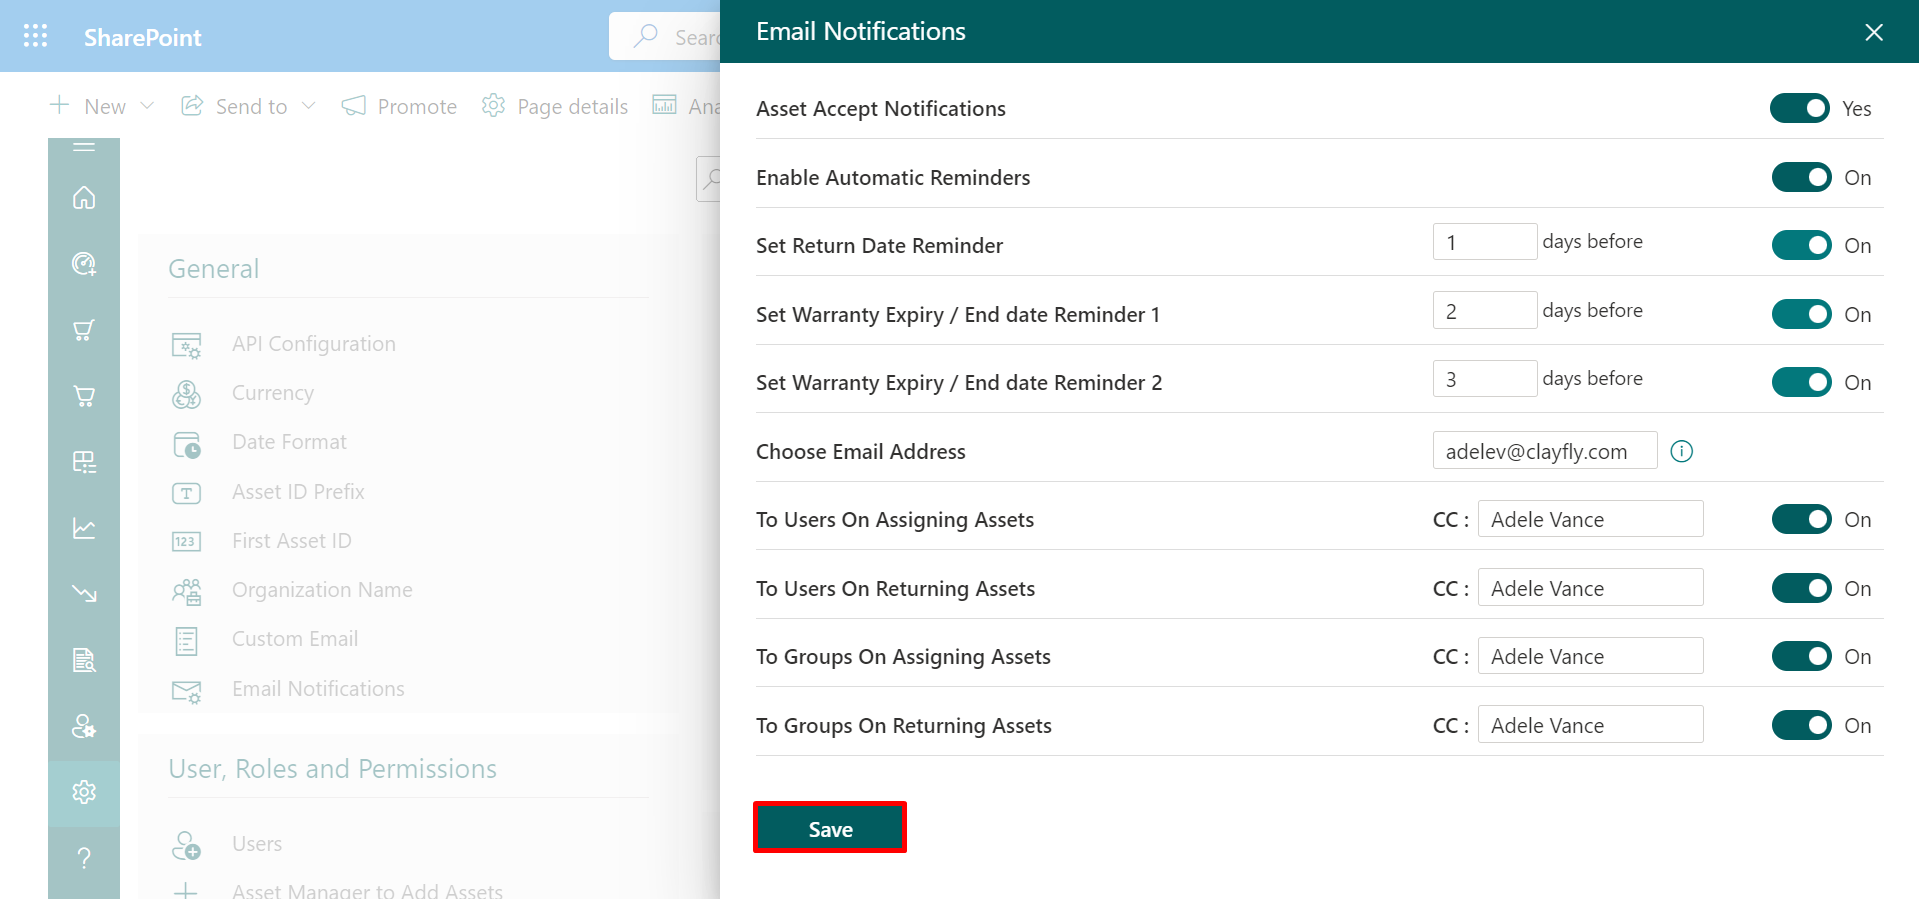 SharePoint
Sear
New
Send to
Promote
Page details
Ana
General
API Configuration
Currency
Date Format
T Asset ID Prefix
123 First Asset ID
Organization Name
Custom Email
Email Notifications
User, Roles and Permissions
Users
Asset Manager to Add Assets
?
Email Notifications
Asset Accept Notifications Yes
Enable Automatic Reminders On
Set Return Date Reminder 1 days before On
Set Warranty Expiry / End date Reminder 1 2 days before On
Set Warranty Expiry / End date Reminder 2 3 days before On
Choose Email Address adelev@clayfly.com i
To Users On Assigning Assets CC : Adele Vance On
To Users On Returning Assets CC : Adele Vance On
To Groups On Assigning Assets CC : Adele Vance On
To Groups On Returning Assets CC : Adele Vance On
Save